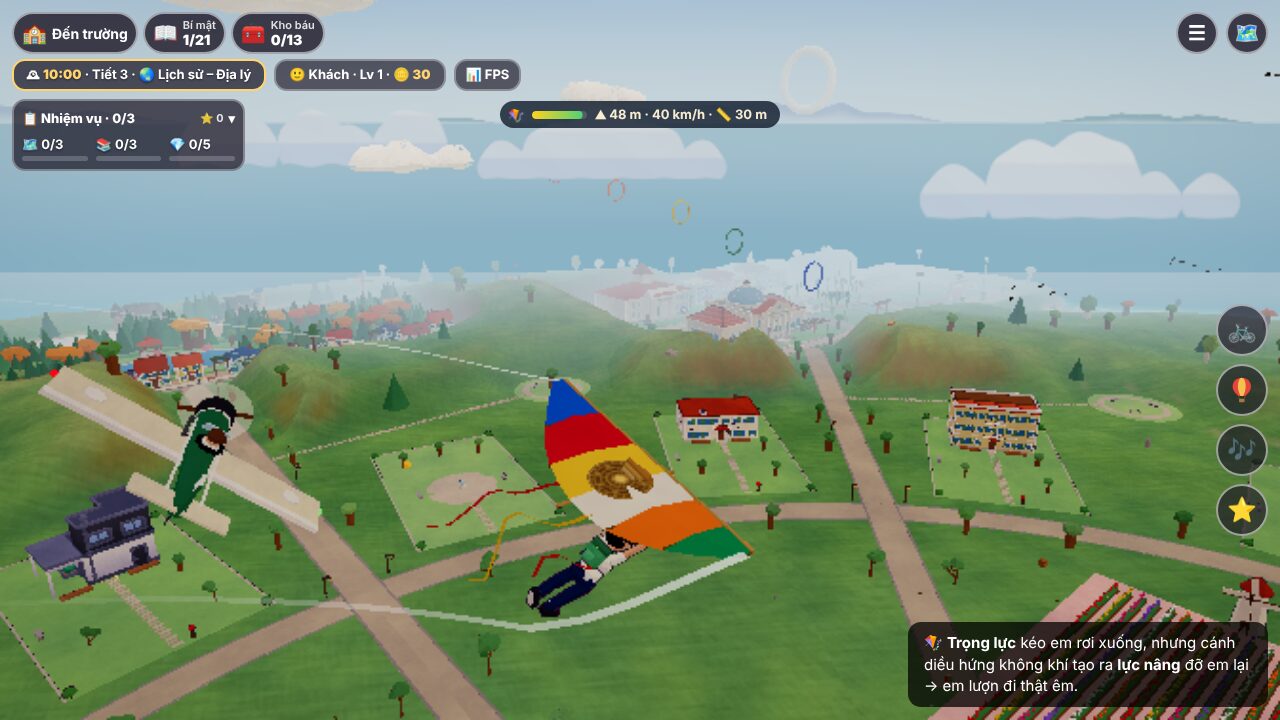 Đến trường
Bí mật
1/21
Kho báu
0/13
10:00 · Tiết 3 · Lịch sử – Địa lý
Khách · Lv 1 · 30
FPS
Nhiệm vụ · 0/3
0 ▾
0/3
0/3
0/5
▲ 48 m · 40 km/h · 30 m
Trọng lực kéo em rơi xuống, nhưng cánh
diều hứng không khí tạo ra lực nâng đỡ em lại
→ em lượn đi thật êm.